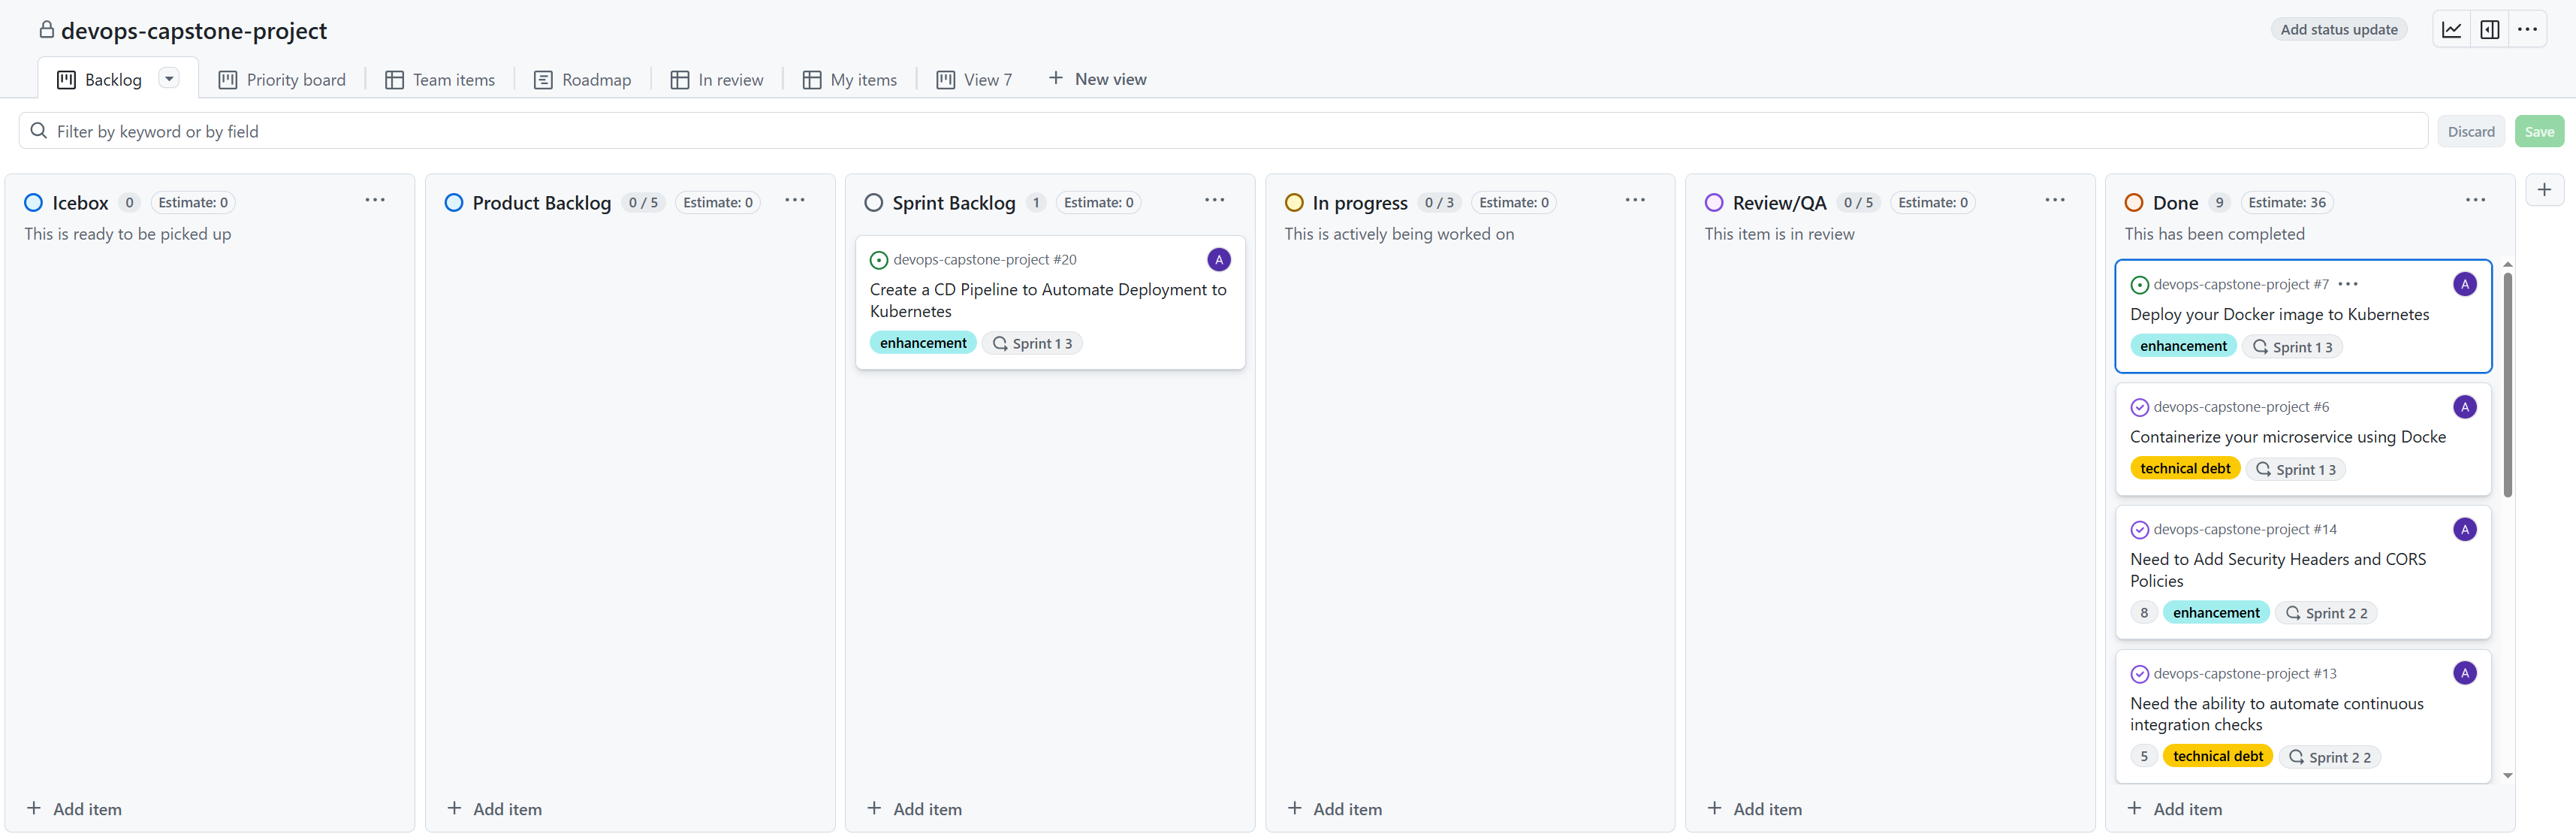 devops-capstone-project
Add status update
Backlog
Priority board
Team items
Roadmap
In review
My items
View 7
New view
Filter by keyword or by field
Discard
Save
Icebox 0 Estimate: 0
This is ready to be picked up
Add item
Product Backlog 0 / 5 Estimate: 0
Add item
Sprint Backlog 1 Estimate: 0
devops-capstone-project #20
A
Create a CD Pipeline to Automate Deployment to
Kubernetes
enhancement Sprint 1 3
Add item
In progress 0 / 3 Estimate: 0
This is actively being worked on
Add item
Review/QA 0 / 5 Estimate: 0
This item is in review
Add item
Done 9 Estimate: 36
This has been completed
devops-capstone-project #7
A
Deploy your Docker image to Kubernetes
enhancement Sprint 1 3
devops-capstone-project #6
A
Containerize your microservice using Docke
technical debt Sprint 1 3
devops-capstone-project #14
A
Need to Add Security Headers and CORS
Policies
8 enhancement Sprint 2 2
devops-capstone-project #13
A
Need the ability to automate continuous
integration checks
5 technical debt Sprint 2 2
Add item